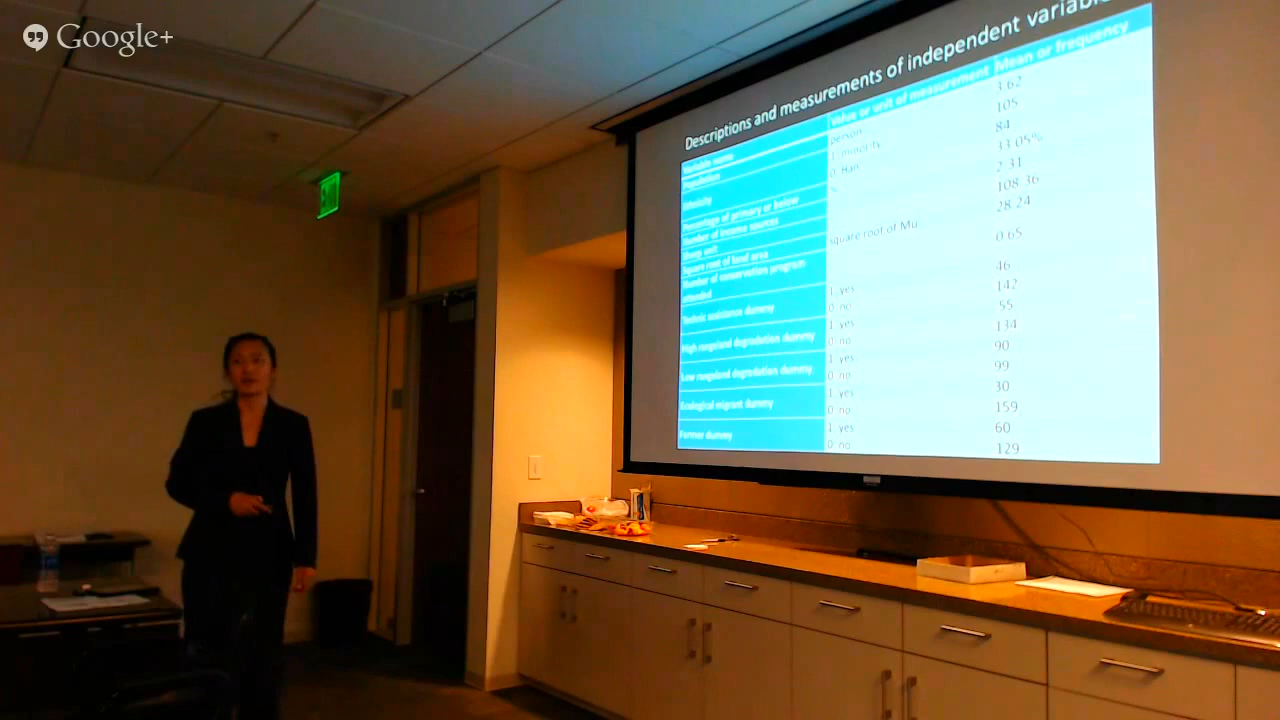 Google+
Descriptions and measurements of independent variable
Variable name Value or unit of measurement Mean or frequency
Population person 3.62
Ethnicity 1: minority 105
0: Han 84
Percentage of primary or below % 33.05%
Number of income sources 2.31
Sheep unit 108.36
Square root of land area square root of Mu 28.24
Number of conservation program attended 0.65
Technic assistance dummy 1: yes 46
0: no 142
High rangeland degradation dummy 1: yes 55
0: no 134
Low rangeland degradation dummy 1: yes 90
0: no 99
Ecological migrant dummy 1: yes 30
0: no 159
Farmer dummy 1: yes 60
0: no 129